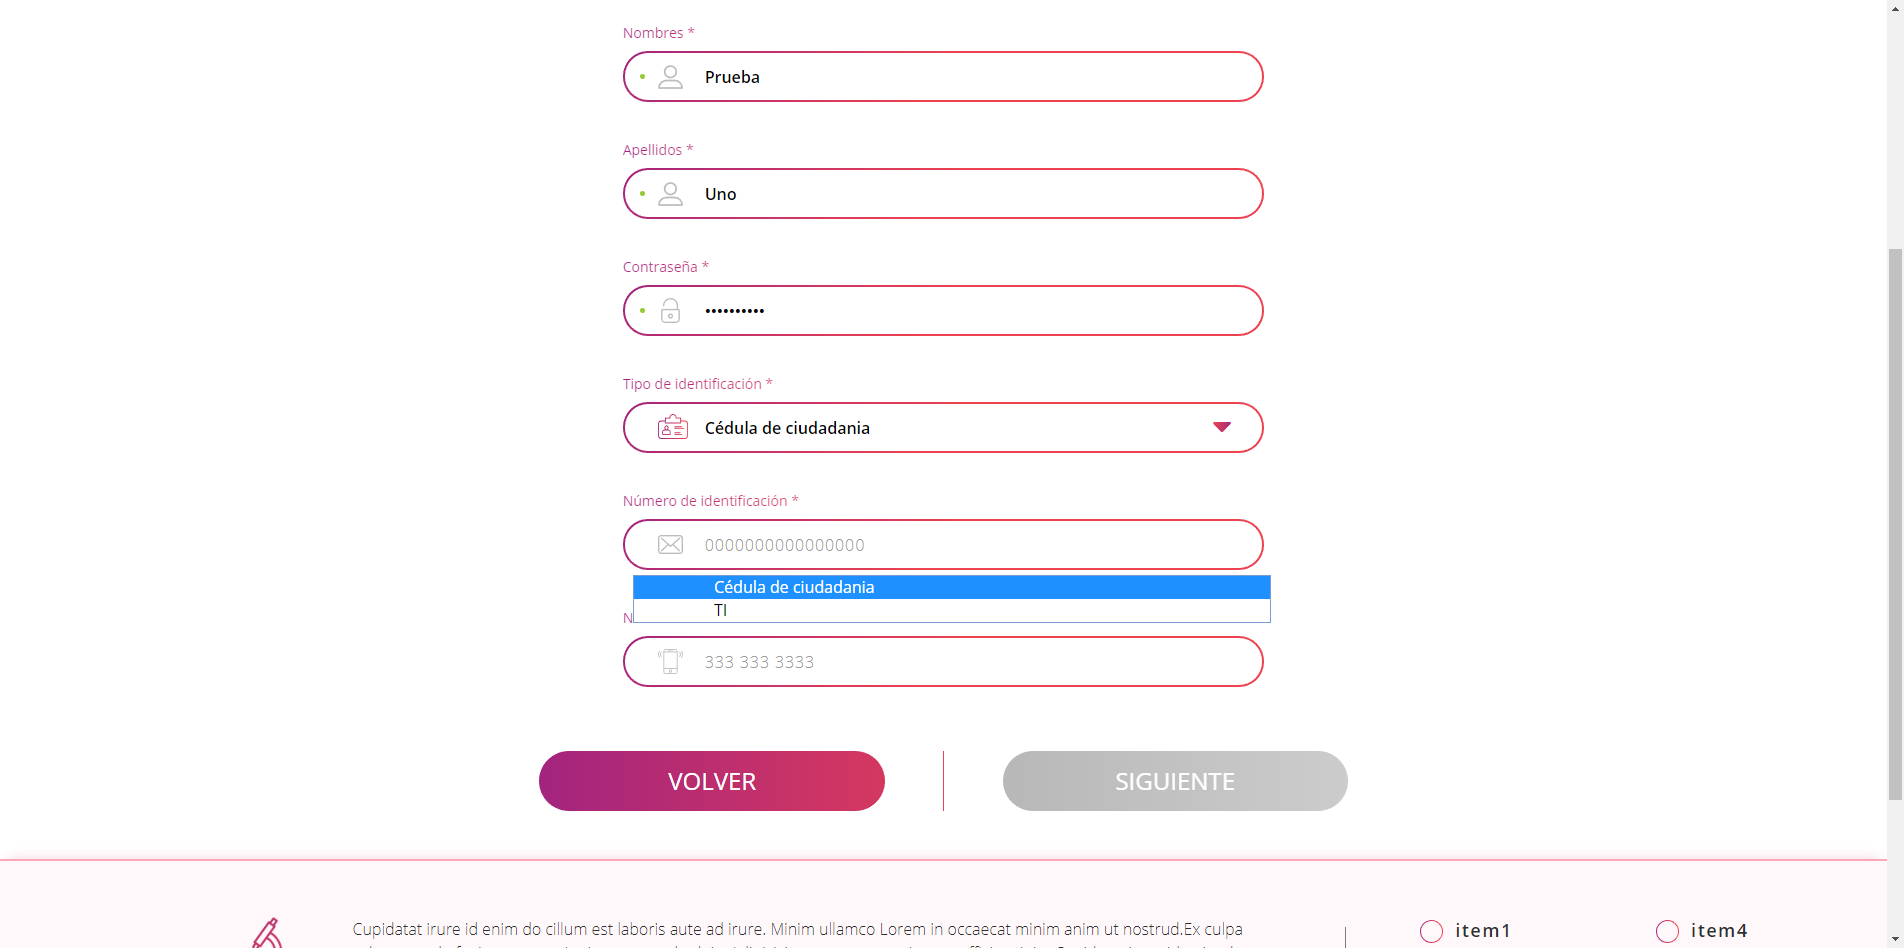 Nombres *
Prueba
Apellidos *
Uno
Contraseña *
••••••••••
Tipo de identificación *
Cédula de ciudadania
Número de identificación *
0000000000000000
Cédula de ciudadania
TI
N
333 333 3333
VOLVER
SIGUIENTE
Cupidatat irure id enim do cillum est laboris aute ad irure. Minim ullamco Lorem in occaecat minim anim ut nostrud.Ex culpa
item1
item4